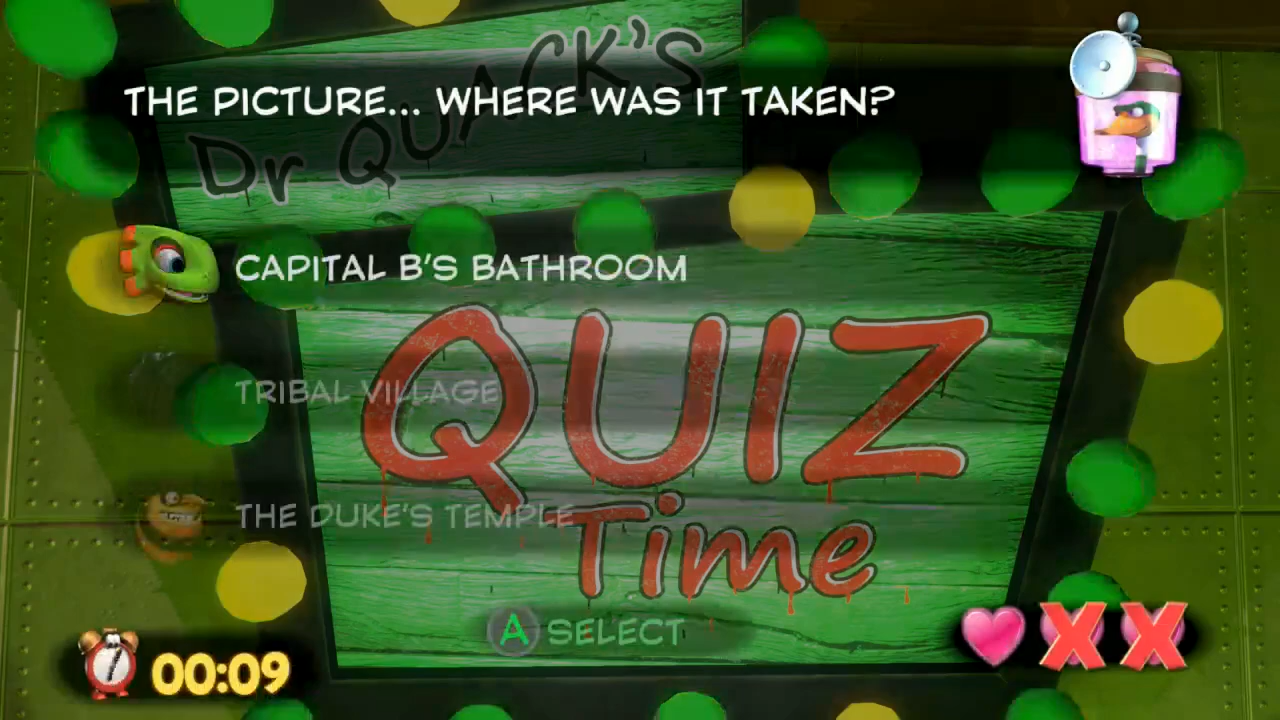 Dr QUACK'S
THE PICTURE... WHERE WAS IT TAKEN?
CAPITAL B'S BATHROOM
TRIBAL VILLAGE
THE DUKE'S TEMPLE
QUIZ
Time
A SELECT
00:09
X X